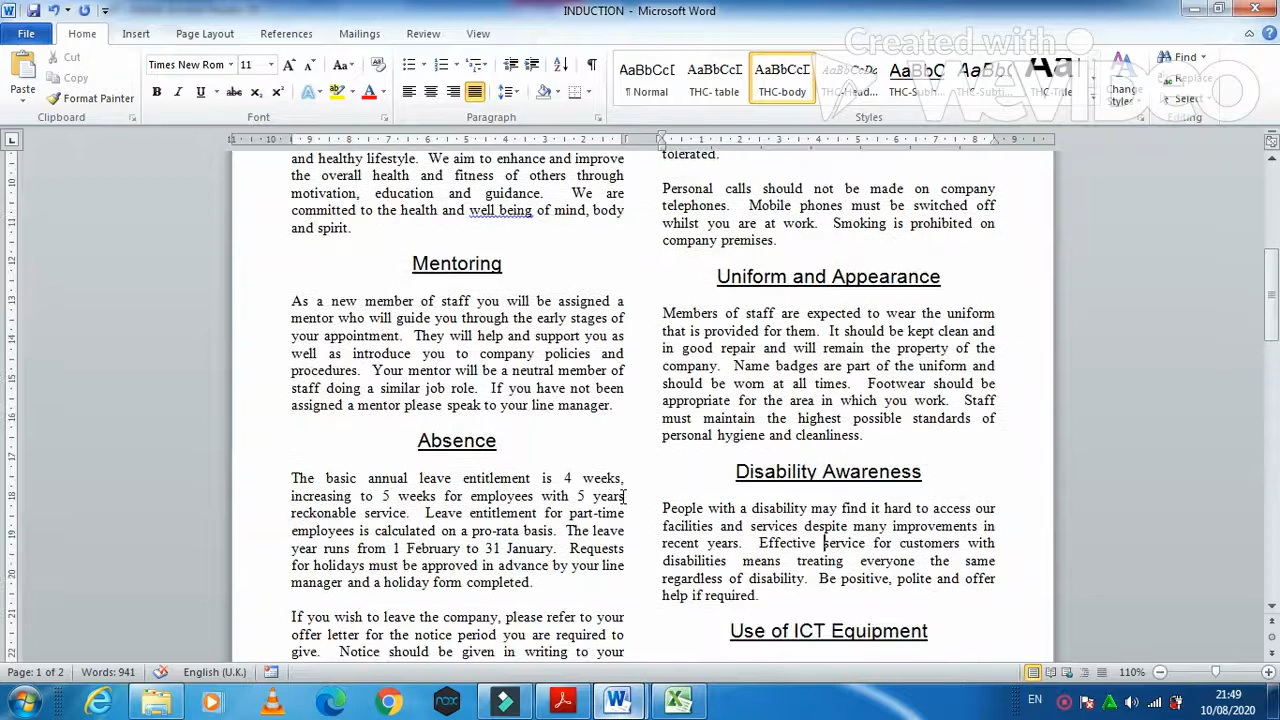 INDUCTION - Microsoft Word
File Home Insert Page Layout References Mailings Review View
Created with
WeVideo
Cut
Copy
Format Painter
Paste
Clipboard
Times New Rom 11
Font
Paragraph
AaBbCcI AaBbCcI AaBbCcI
¶ Normal THC- table THC-body THC-Head... THC-Subti... THC-Subti... THC-Title
Change
Styles
Styles
Find
Replace
Select
Editing
and healthy lifestyle. We aim to enhance and improve
the overall health and fitness of others through
motivation, education and guidance. We are
committed to the health and well being of mind, body
and spirit.
Mentoring
As a new member of staff you will be assigned a
mentor who will guide you through the early stages of
your appointment. They will help and support you as
well as introduce you to company policies and
procedures. Your mentor will be a neutral member of
staff doing a similar job role. If you have not been
assigned a mentor please speak to your line manager.
Absence
The basic annual leave entitlement is 4 weeks,
increasing to 5 weeks for employees with 5 years
reckonable service. Leave entitlement for part-time
employees is calculated on a pro-rata basis. The leave
year runs from 1 February to 31 January. Requests
for holidays must be approved in advance by your line
manager and a holiday form completed.
If you wish to leave the company, please refer to your
offer letter for the notice period you are required to
give. Notice should be given in writing to your
tolerated.
Personal calls should not be made on company
telephones. Mobile phones must be switched off
whilst you are at work. Smoking is prohibited on
company premises.
Uniform and Appearance
Members of staff are expected to wear the uniform
that is provided for them. It should be kept clean and
in good repair and will remain the property of the
company. Name badges are part of the uniform and
should be worn at all times. Footwear should be
appropriate for the area in which you work. Staff
must maintain the highest possible standards of
personal hygiene and cleanliness.
Disability Awareness
People with a disability may find it hard to access our
facilities and services despite many improvements in
recent years. Effective service for customers with
disabilities means treating everyone the same
regardless of disability. Be positive, polite and offer
help if required.
Use of ICT Equipment
Page: 1 of 2 Words: 941 English (U.K.) 110%
EN 21:49
10/08/2020